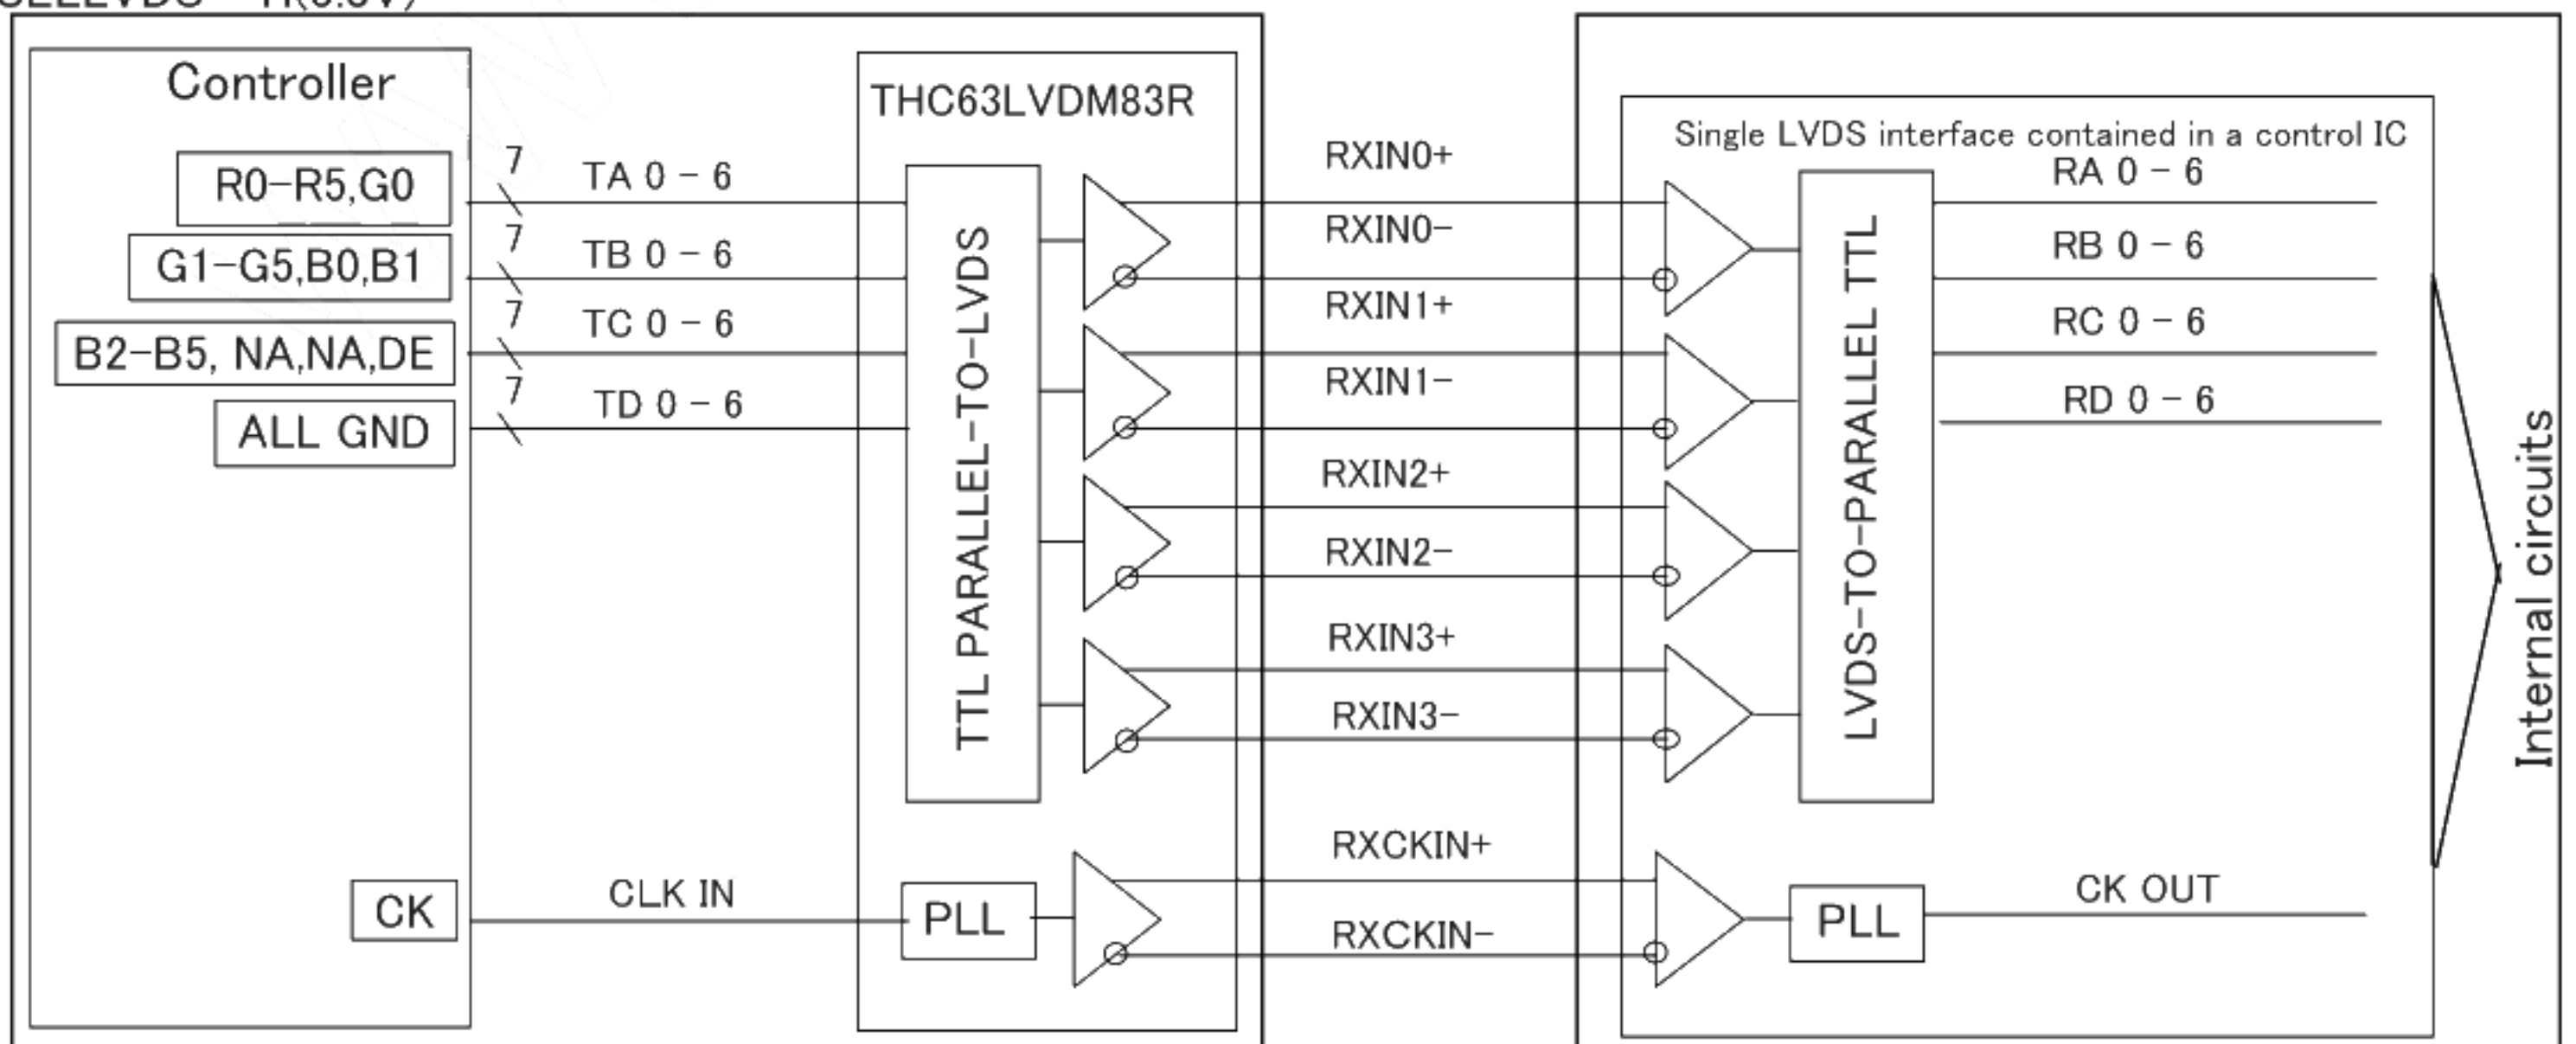 Controller
R0-R5,G0
G1-G5,B0,B1
B2-B5, NA,NA,DE
ALL GND
CK
7
TA 0 - 6
7
TB 0 - 6
7
TC 0 - 6
7
TD 0 - 6
CLK IN
THC63LVDM83R
TTL PARALLEL-TO-LVDS
PLL
RXIN0+
RXIN0-
RXIN1+
RXIN1-
RXIN2+
RXIN2-
RXIN3+
RXIN3-
RXCKIN+
RXCKIN-
Single LVDS interface contained in a control IC
LVDS-TO-PARALLEL TTL
PLL
RA 0 - 6
RB 0 - 6
RC 0 - 6
RD 0 - 6
CK OUT
Internal circuits